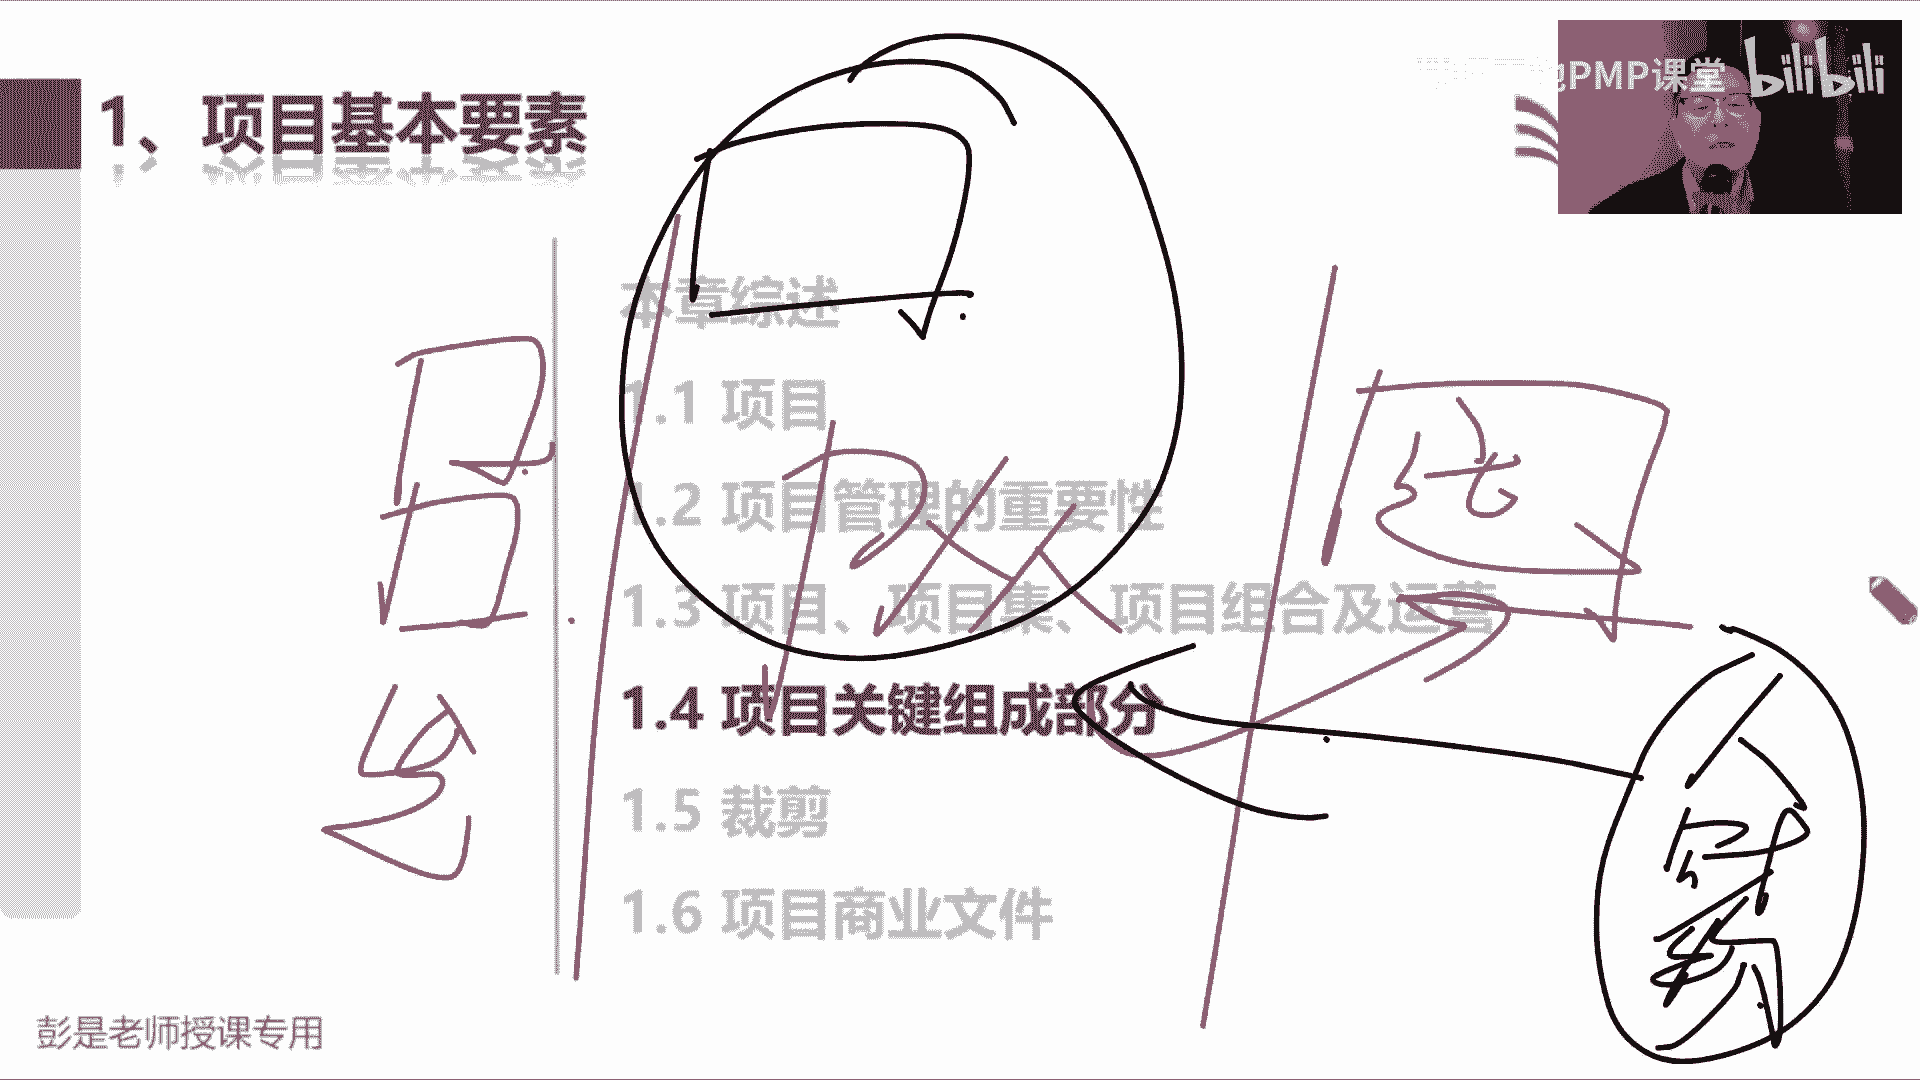 PMP课堂 bilibili
1、项目基本要素
本章综述
1.1 项目
1.2 项目管理的重要性
1.3 项目、项目集、项目组合及运营
1.4 项目关键组成部分
1.5 裁剪
1.6 项目商业文件
人
财
彭是老师授课专用